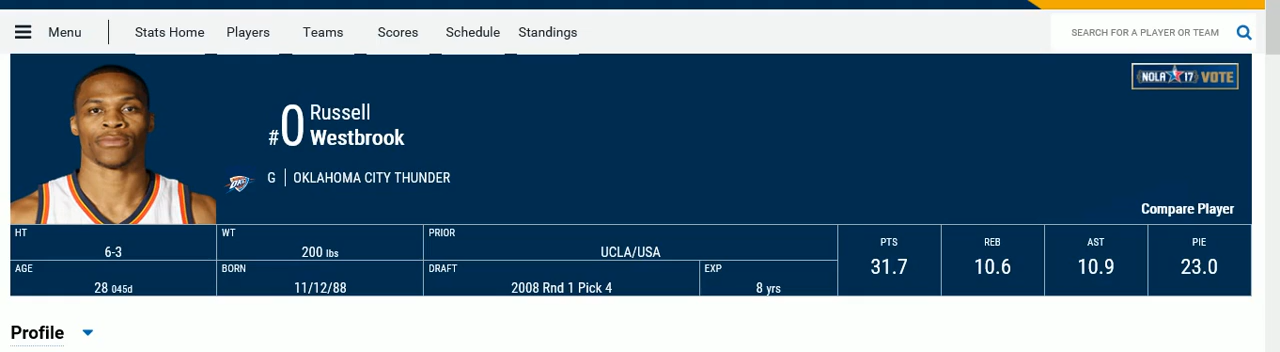 Menu
Stats Home
Players
Teams
Scores
Schedule
Standings
SEARCH FOR A PLAYER OR TEAM
NOLA 17 VOTE
#0 Russell
Westbrook
OKC
G | OKLAHOMA CITY THUNDER
Compare Player
HT
6-3
WT
200 lbs
PRIOR
UCLA/USA
AGE
28 045d
BORN
11/12/88
DRAFT
2008 Rnd 1 Pick 4
EXP
8 yrs
PTS
31.7
REB
10.6
AST
10.9
PIE
23.0
Profile